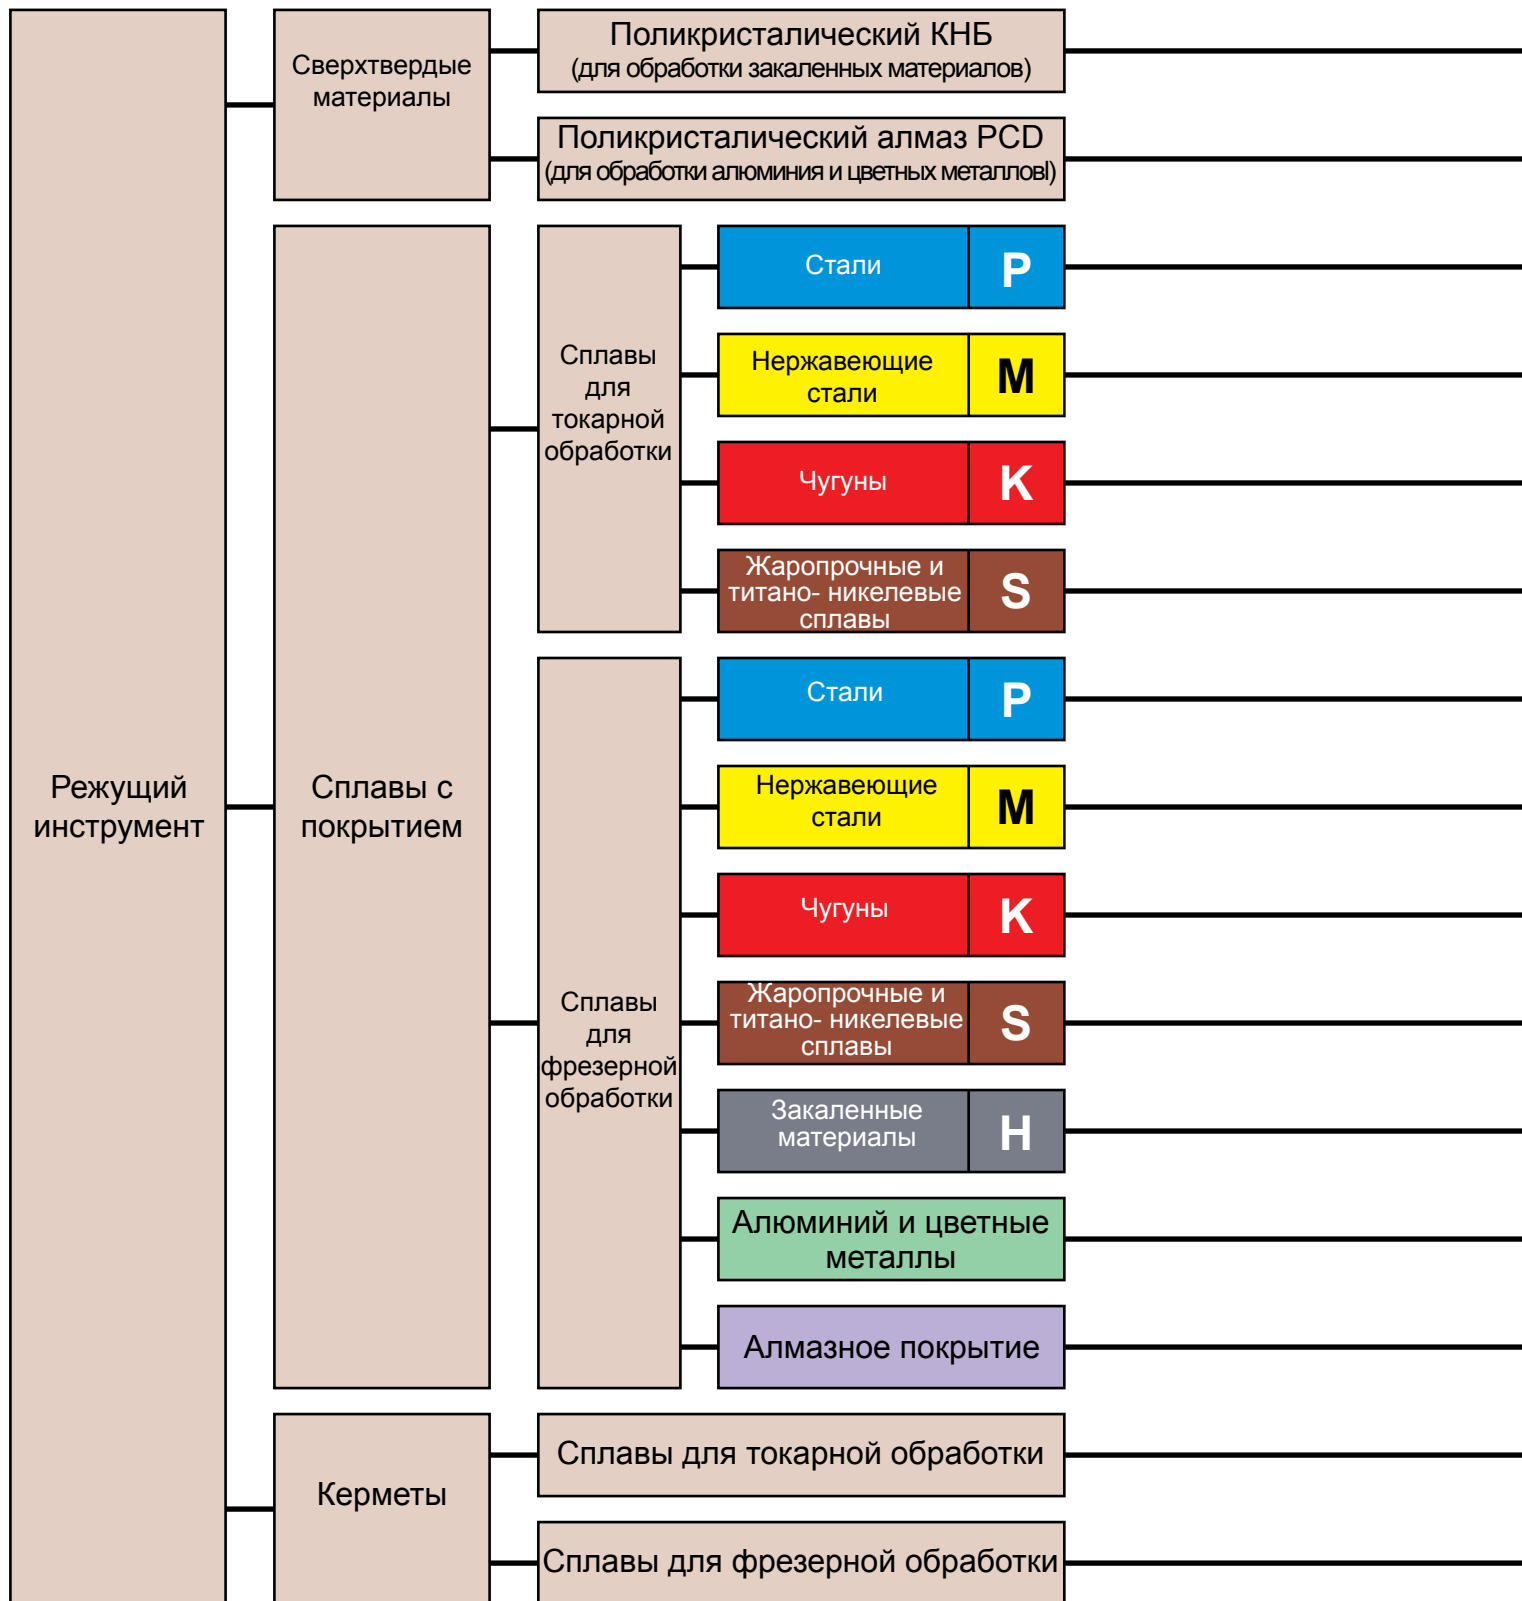 Режущий
инструмент
Сверхтвердые
материалы
Поликристалический КНБ
(для обработки закаленных материалов)
Поликристалический алмаз PCD
(для обработки алюминия и цветных металловl)
Сплавы с
покрытием
Сплавы
для
токарной
обработки
Стали P
Нержавеющие
стали
M
Чугуны K
Жаропрочные и
титано- никелевые
сплавы
S
Сплавы
для
фрезерной
обработки
Стали P
Нержавеющие
стали
M
Чугуны K
Жаропрочные и
титано- никелевые
сплавы
S
Закаленные
материалы
H
Алюминий и цветные
металлы
Алмазное покрытие
Керметы
Сплавы для токарной обработки
Сплавы для фрезерной обработки